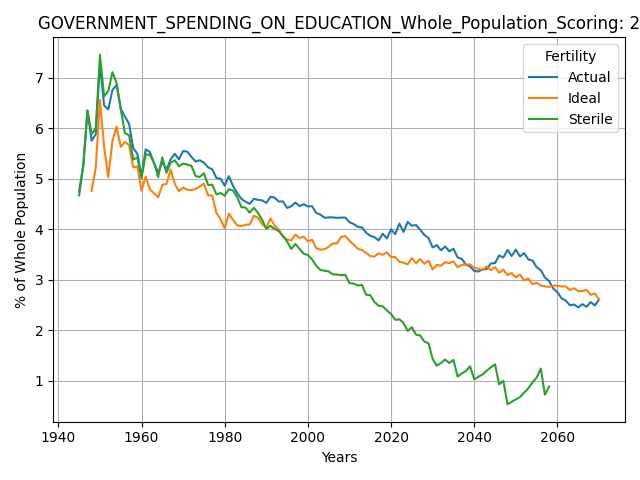 GOVERNMENT_SPENDING_ON_EDUCATION_Whole_Population_Scoring: 2
Fertility
Actual
Ideal
Sterile
% of Whole Population
7
6
5
4
3
2
1
1940 1960 1980 2000 2020 2040 2060
Years